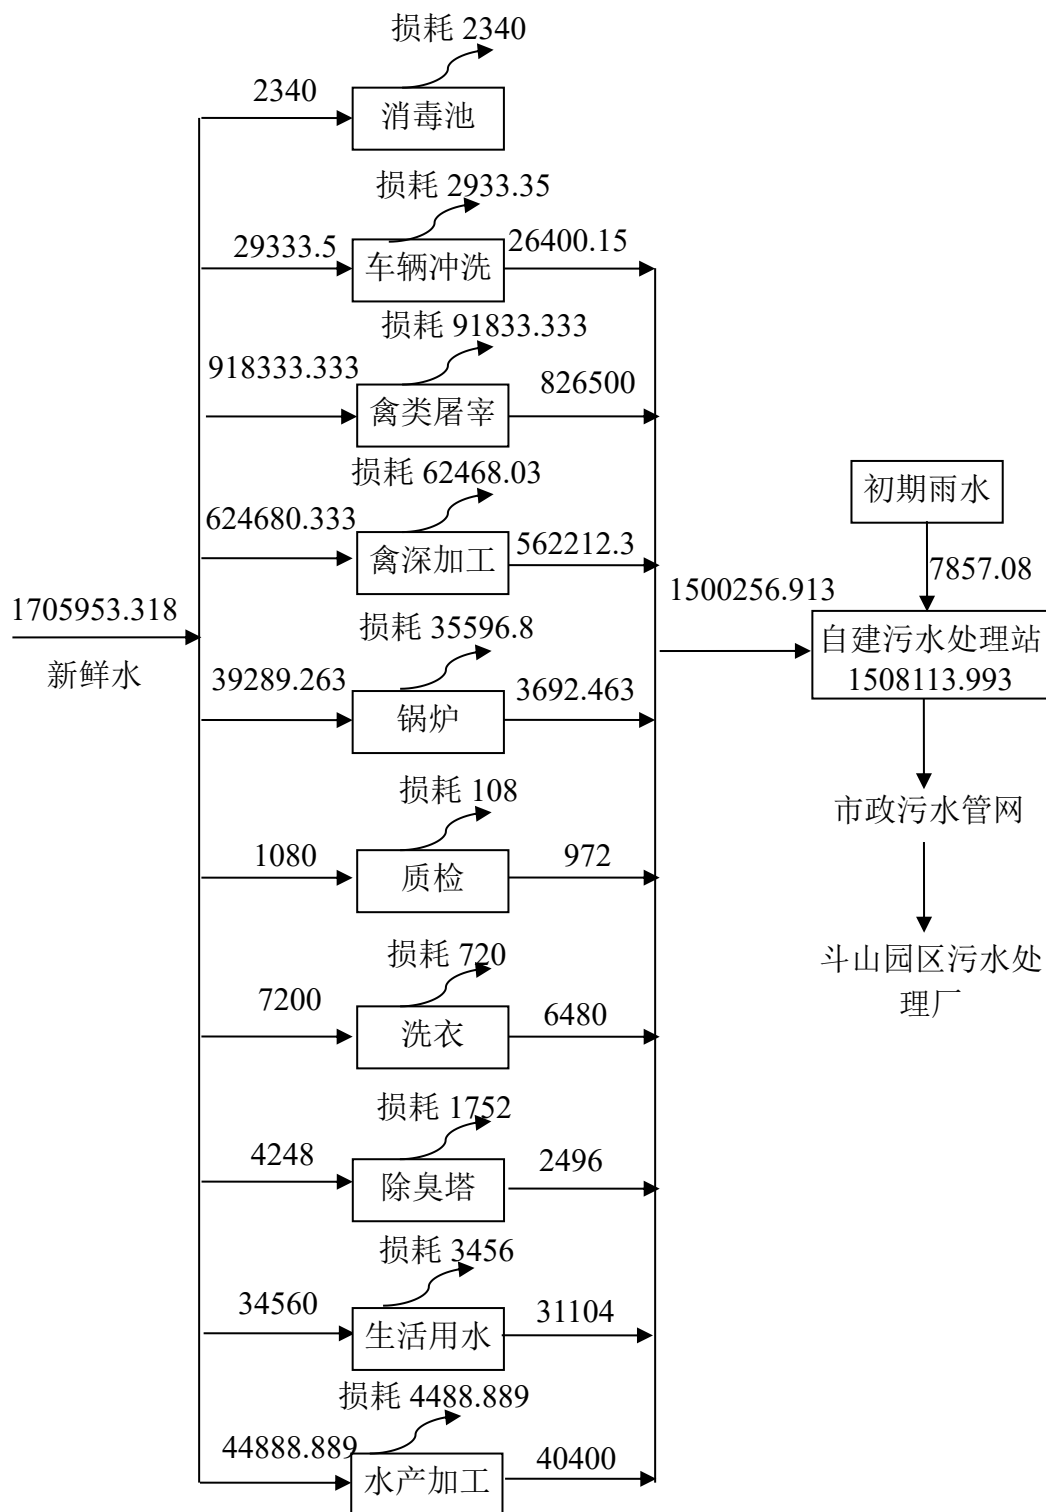 损耗 2340
2340
消毒池
损耗 2933.35
29333.5
车辆冲洗
26400.15
损耗 91833.333
918333.333
禽类屠宰
826500
损耗 62468.03
624680.333
禽深加工
562212.3
初期雨水
7857.08
1705953.318
新鲜水
1500256.913
自建污水处理站
1508113.993
损耗 35596.8
39289.263
锅炉
3692.463
市政污水管网
损耗 108
1080
质检
972
斗山园区污水处
理厂
损耗 720
7200
洗衣
6480
损耗 1752
4248
除臭塔
2496
损耗 3456
34560
生活用水
31104
损耗 4488.889
44888.889
水产加工
40400